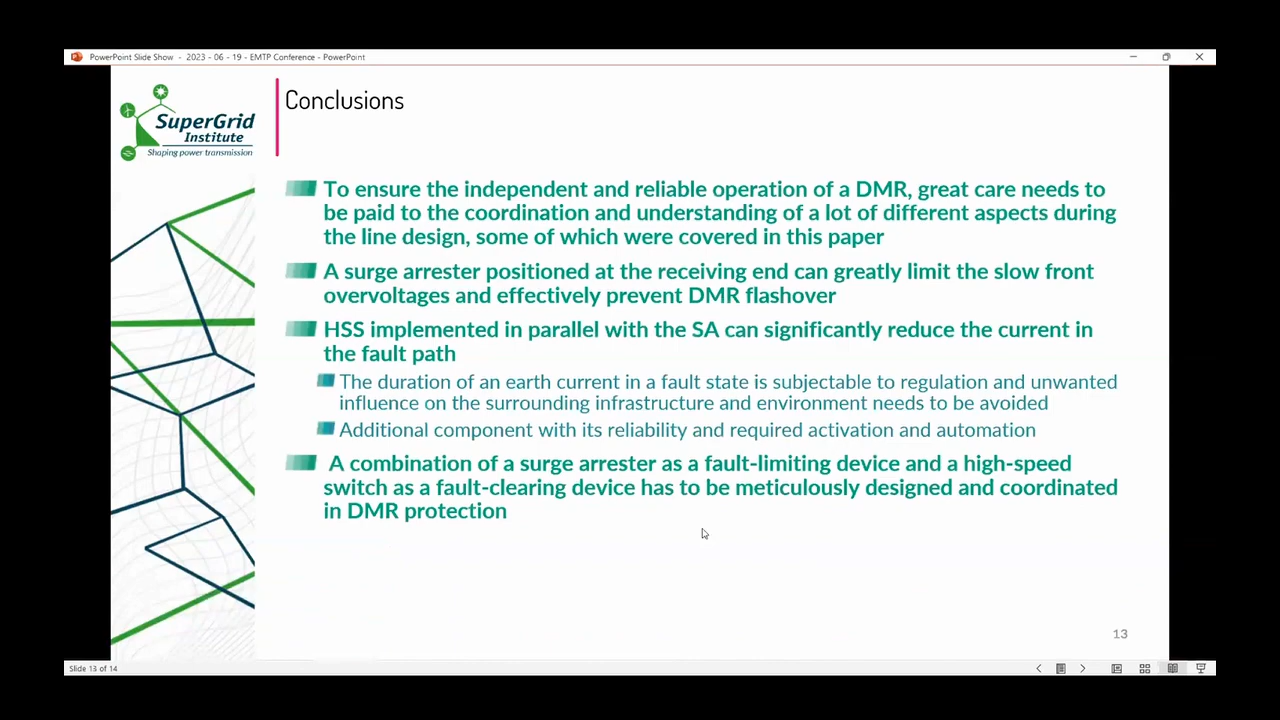 PowerPoint Slide Show - 2023 - 06 - 19 - EMTP Conference - PowerPoint
SuperGrid
Institute
Shaping power transmission
Conclusions
To ensure the independent and reliable operation of a DMR, great care needs to
be paid to the coordination and understanding of a lot of different aspects during
the line design, some of which were covered in this paper
A surge arrester positioned at the receiving end can greatly limit the slow front
overvoltages and effectively prevent DMR flashover
HSS implemented in parallel with the SA can significantly reduce the current in
the fault path
The duration of an earth current in a fault state is subjectable to regulation and unwanted
influence on the surrounding infrastructure and environment needs to be avoided
Additional component with its reliability and required activation and automation
A combination of a surge arrester as a fault-limiting device and a high-speed
switch as a fault-clearing device has to be meticulously designed and coordinated
in DMR protection
13
Slide 13 of 14